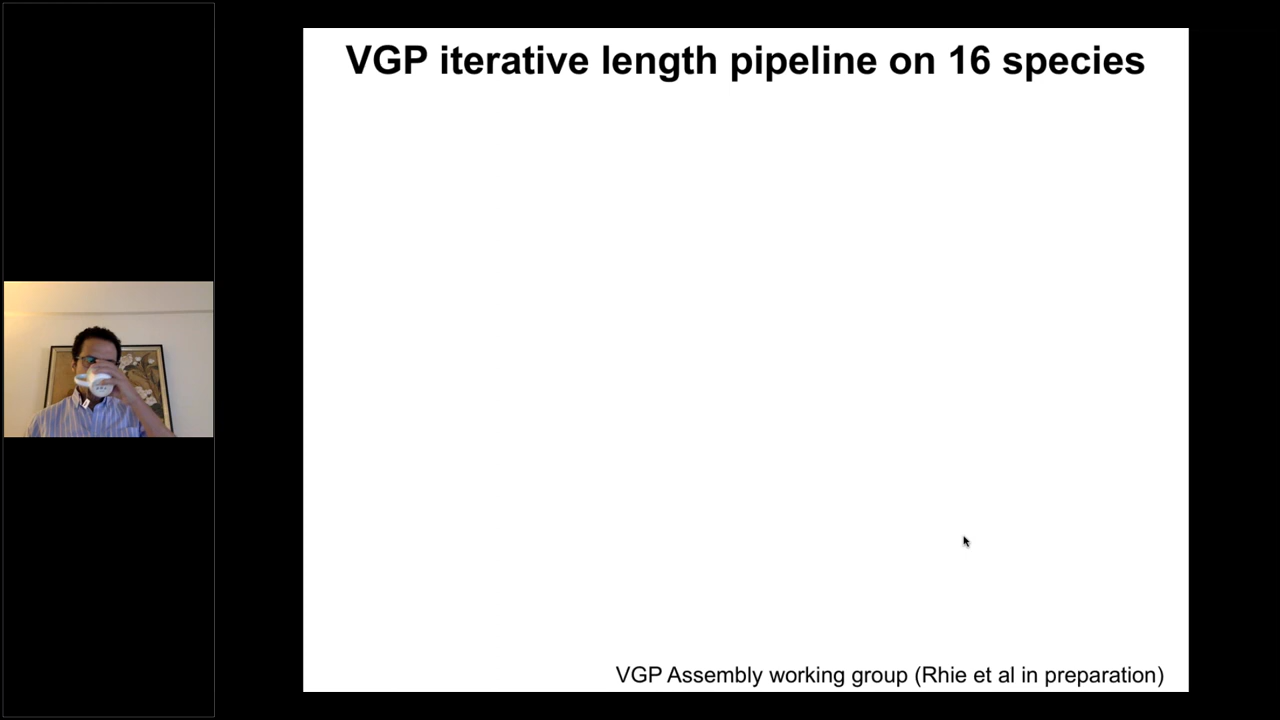 VGP iterative length pipeline on 16 species
VGP Assembly working group (Rhie et al in preparation)